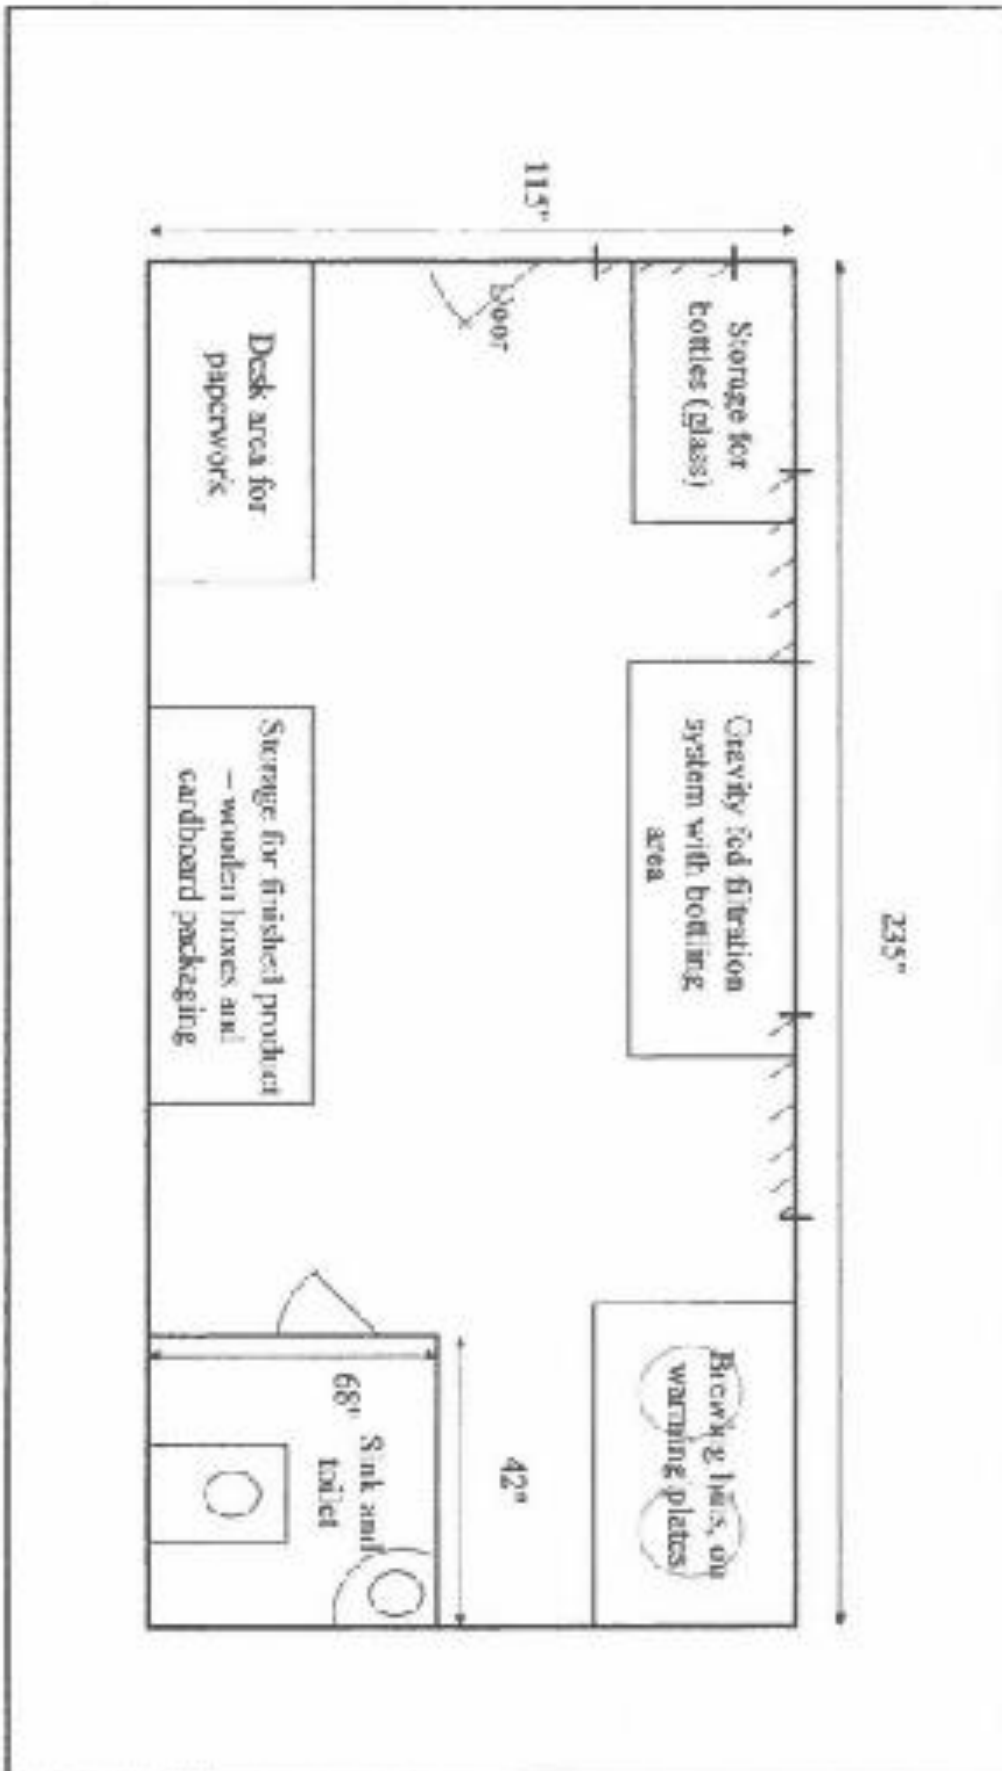 235"
115"
Storage for
bottles (glass)
Gravity fed filtration
system with bottling
area
Brewing bins, on
warming plates
Door
42"
68"
Sink and
toilet
Desk area for
paperwork
Storage for finished product
– wooden boxes and
cardboard packaging